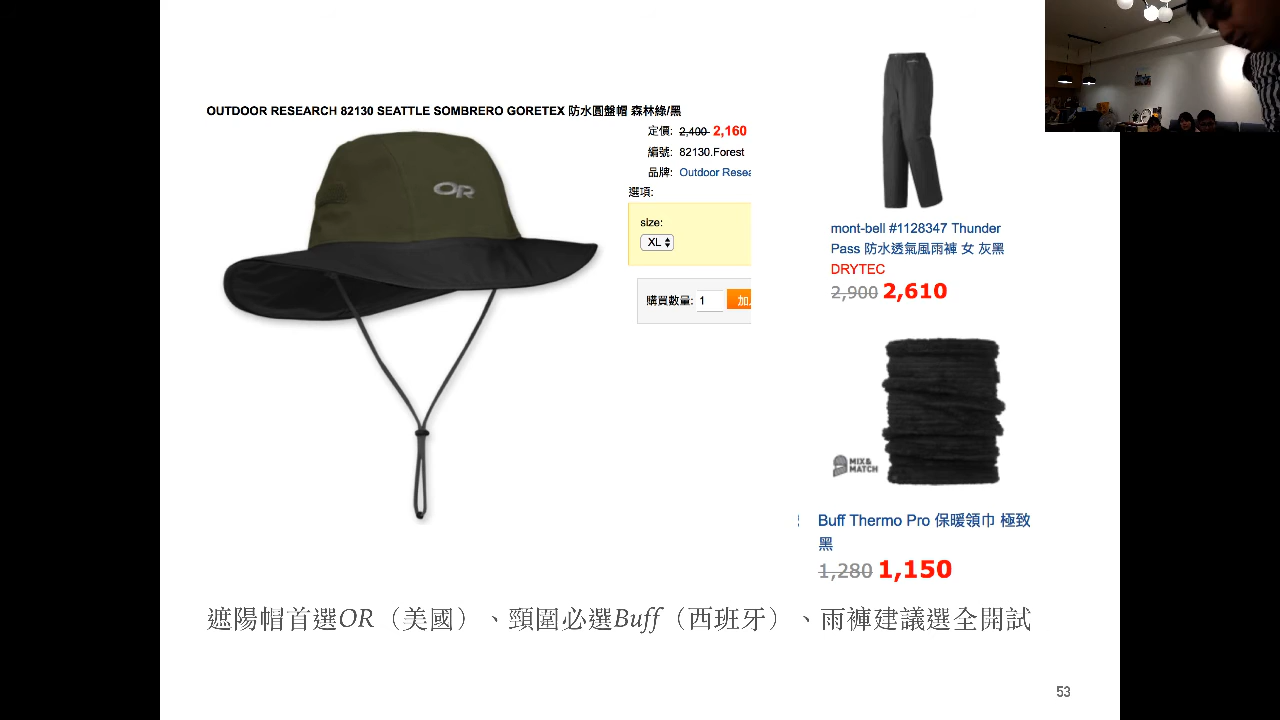 OUTDOOR RESEARCH 82130 SEATTLE SOMBRERO GORETEX 防水圓盤帽 森林綠/黑
定價: 2,400 2,160
編號: 82130.Forest
品牌: Outdoor Resea
選項:
size:
XL
購買數量: 1 加
OR
mont-bell #1128347 Thunder
Pass 防水透氣風雨褲 女 灰黑
DRYTEC
2,900 2,610
MIX&
MATCH
Buff Thermo Pro 保暖領巾 極致
黑
1,280 1,150
遮陽帽首選OR（美國）、頸圍必選Buff（西班牙）、雨褲建議選全開試
53